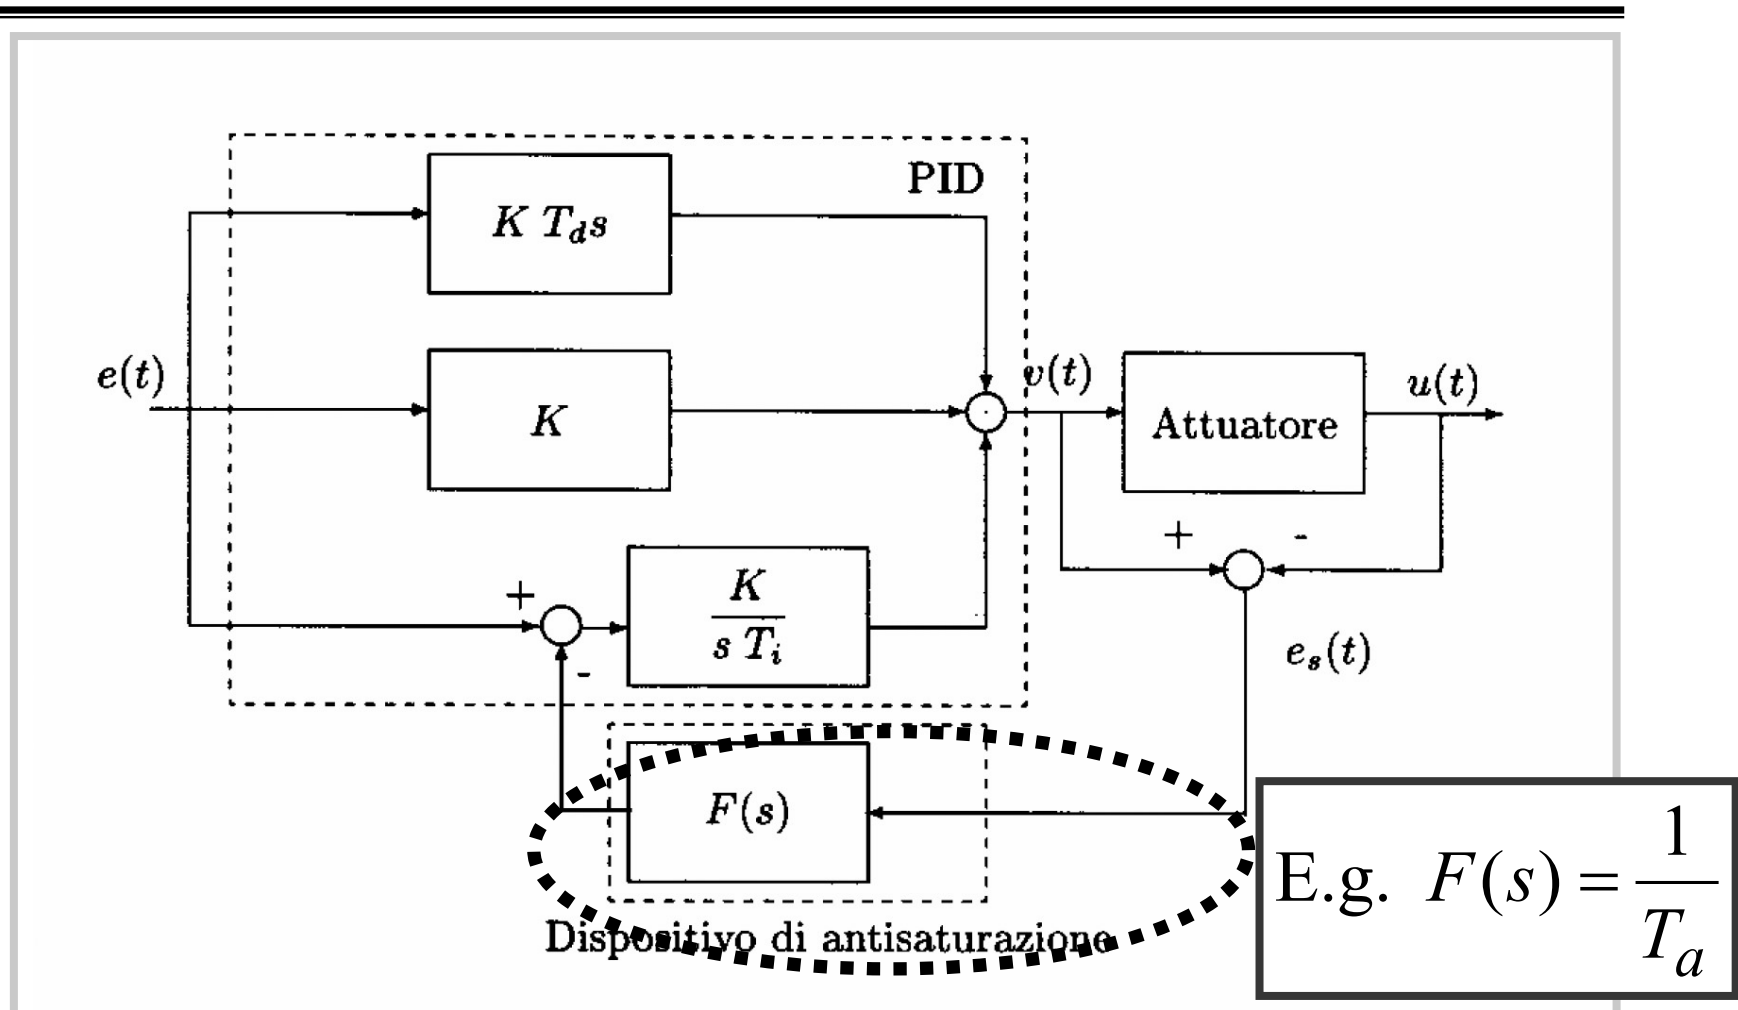 PID
K T_d s
e(t)
K
v(t)
Attuatore
u(t)
+
-
+
-
K
s T_i
e_s(t)
F(s)
E.g. F(s) = 1/T_a
Dispositivo di antisaturazione